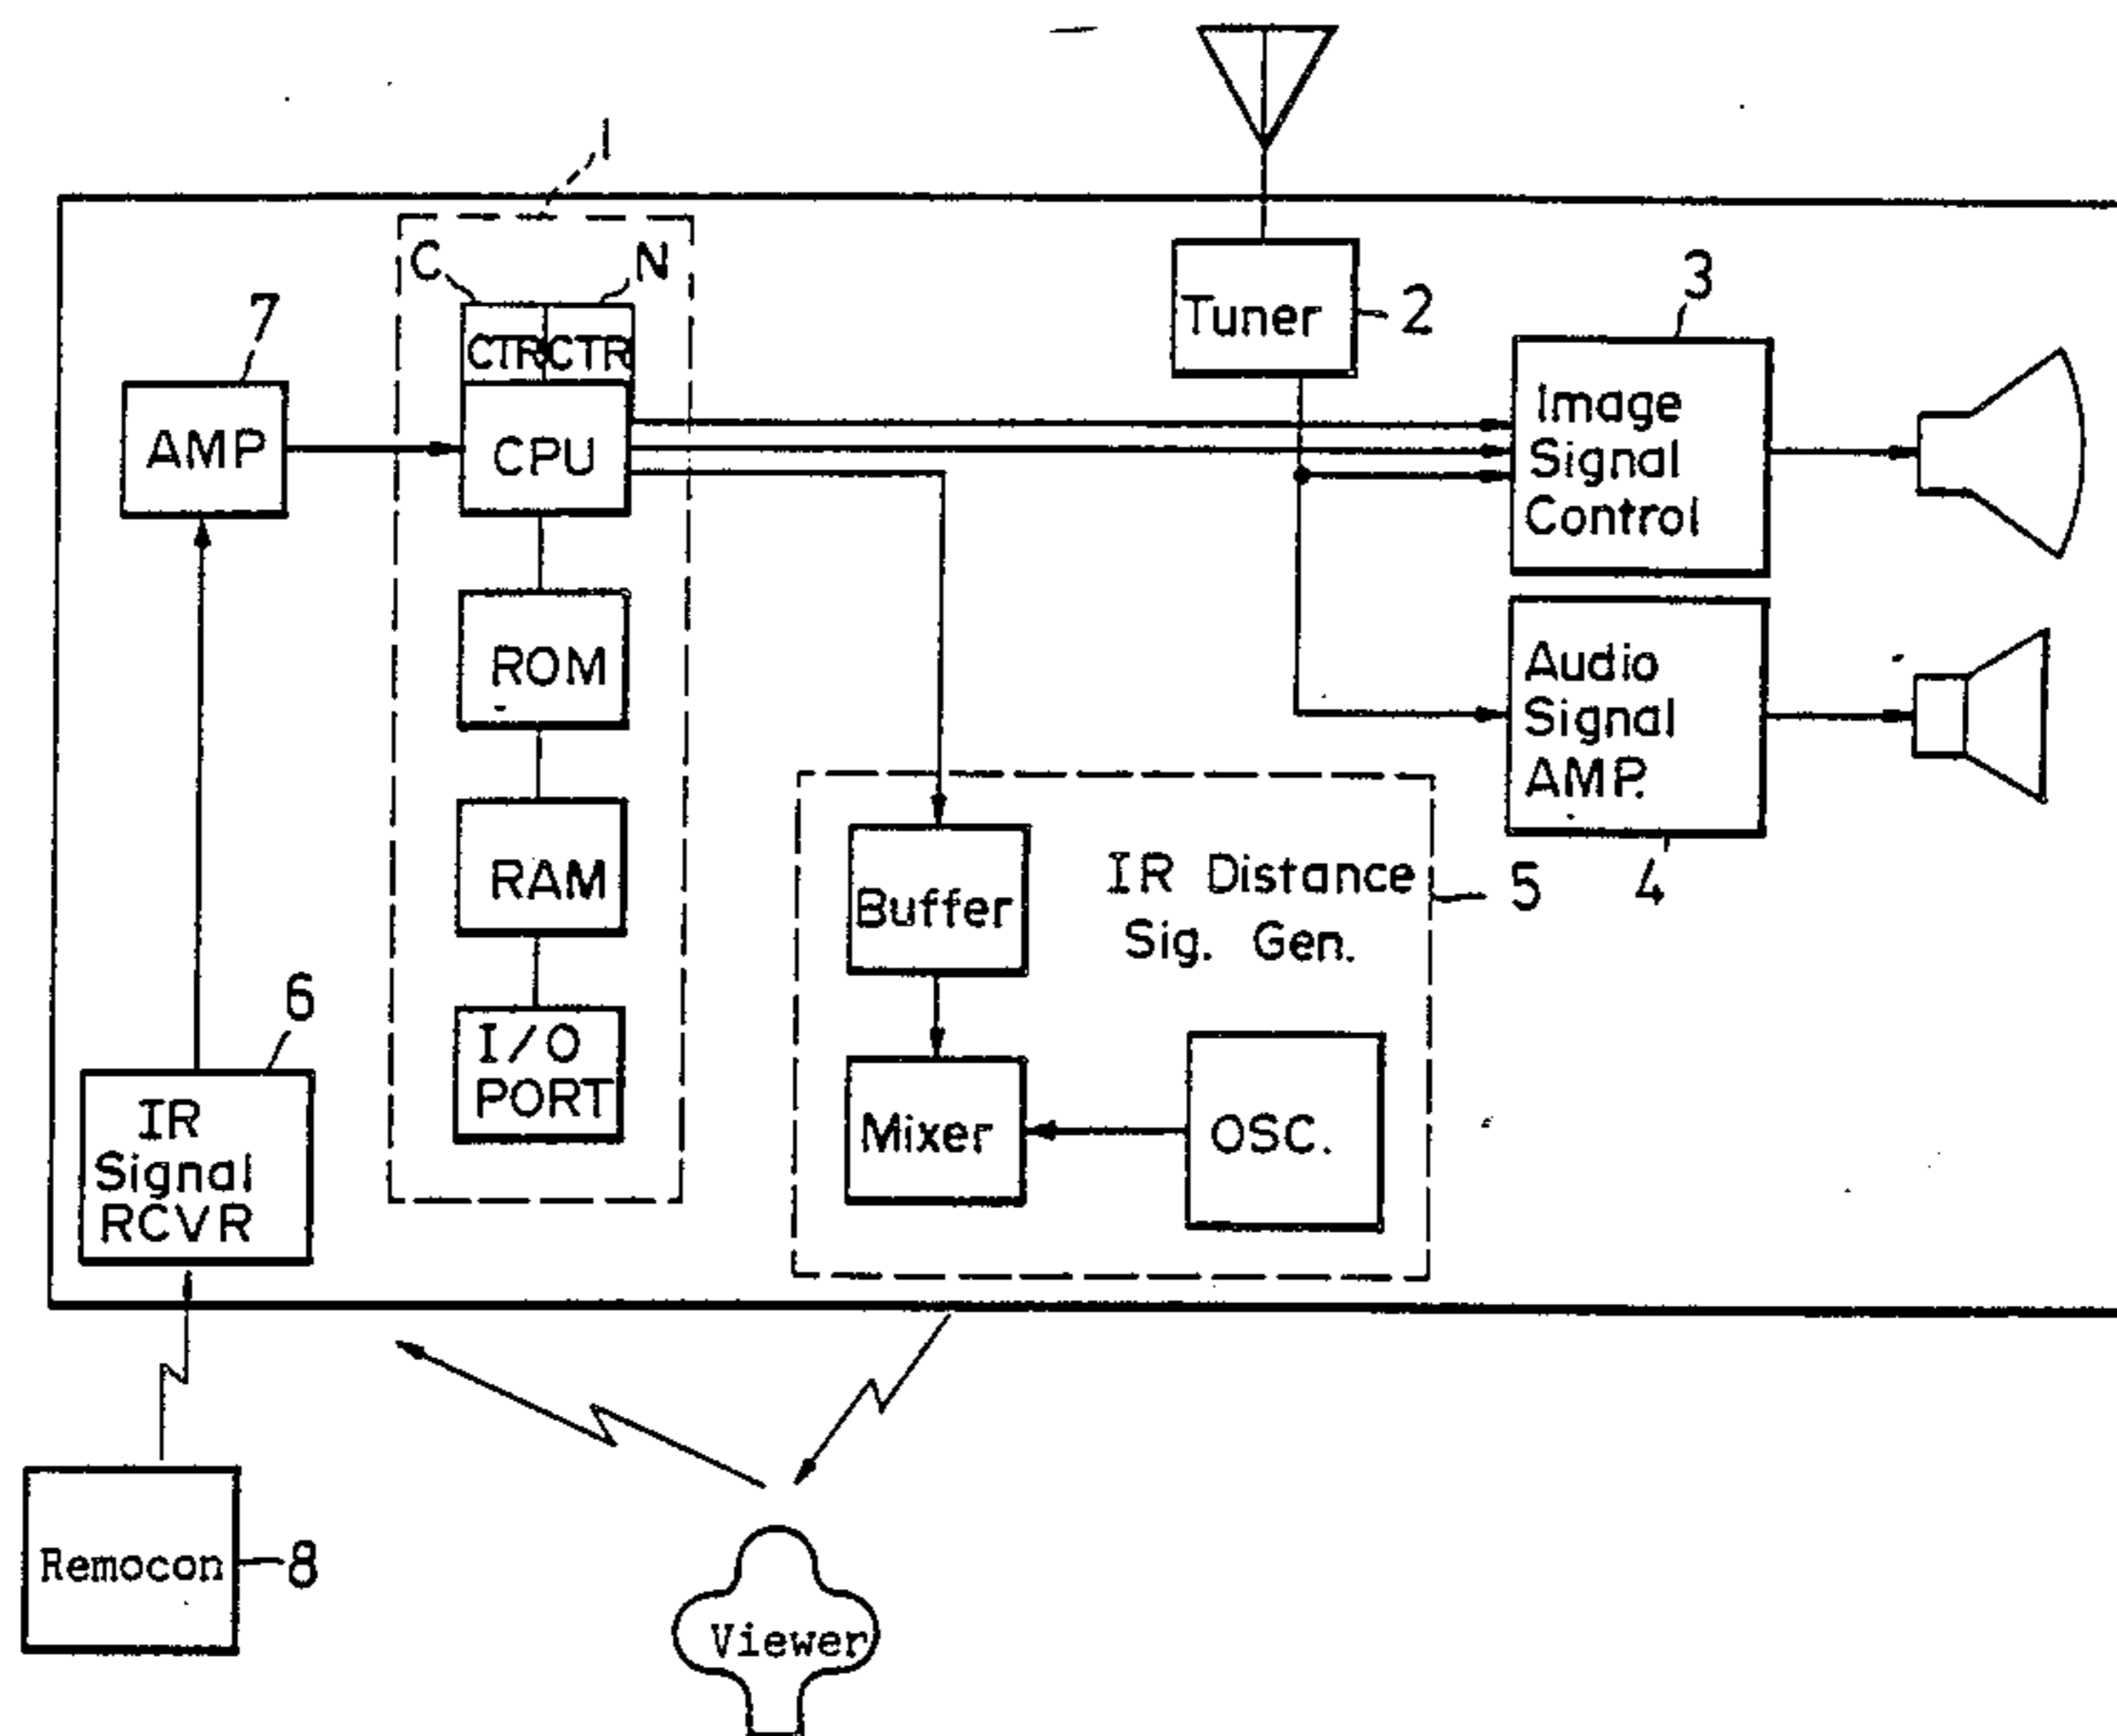 1
C
N
CTR
CTR
CPU
ROM
RAM
I/O
PORT
7
AMP
6
IR
Signal
RCVR
Tuner
2
3
Image
Signal
Control
Audio
Signal
AMP.
4
Buffer
IR Distance
Sig. Gen.
5
Mixer
OSC.
Remocon
8
Viewer